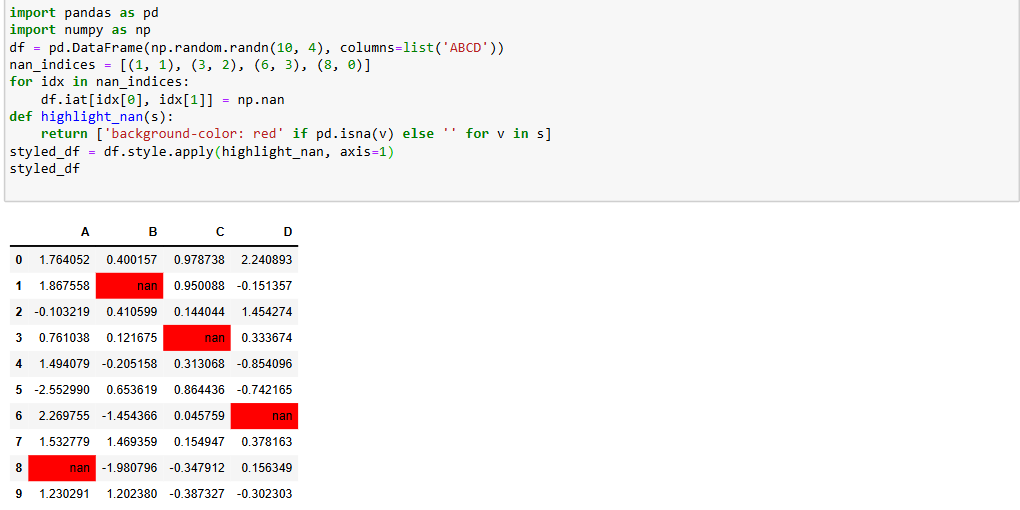 import pandas as pd
import numpy as np
df = pd.DataFrame(np.random.randn(10, 4), columns=list('ABCD'))
nan_indices = [(1, 1), (3, 2), (6, 3), (8, 0)]
for idx in nan_indices:
    df.iat[idx[0], idx[1]] = np.nan
def highlight_nan(s):
    return ['background-color: red' if pd.isna(v) else '' for v in s]
styled_df = df.style.apply(highlight_nan, axis=1)
styled_df
A B C D
0 1.764052 0.400157 0.978738 2.240893
1 1.867558 nan 0.950088 -0.151357
2 -0.103219 0.410599 0.144044 1.454274
3 0.761038 0.121675 nan 0.333674
4 1.494079 -0.205158 0.313068 -0.854096
5 -2.552990 0.653619 0.864436 -0.742165
6 2.269755 -1.454366 0.045759 nan
7 1.532779 1.469359 0.154947 0.378163
8 nan -1.980796 -0.347912 0.156349
9 1.230291 1.202380 -0.387327 -0.302303